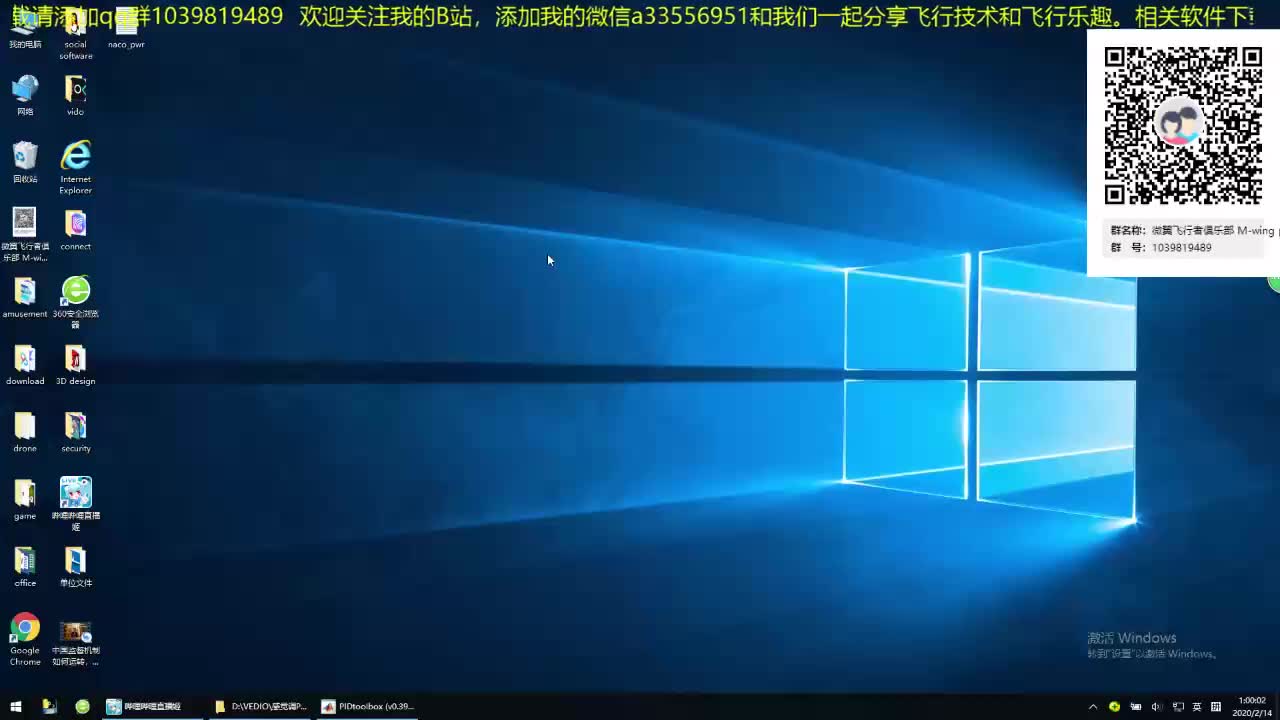 载请添加qq群1039819489 欢迎关注我的B站，添加我的微信a33556951和我们一起分享飞行技术和飞行乐趣。相关软件下载
我的电脑
social software
naco_pwr
网络
vido
回收站
Internet Explorer
微翼飞行者俱乐部 M-wi...
connect
amusement
360安全浏览器
download
3D design
drone
security
game
哔哩哔哩直播姬
office
单位文件
Google Chrome
中国监督机制如何运转，...
群名称：微翼飞行者俱乐部 M-wing p
群 号：1039819489
激活 Windows
转到"设置"以激活 Windows。
哔哩哔哩直播姬
D:\VEDIO\感觉调P...
PIDtoolbox (v0.39...
英
1:00:02
2020/2/14